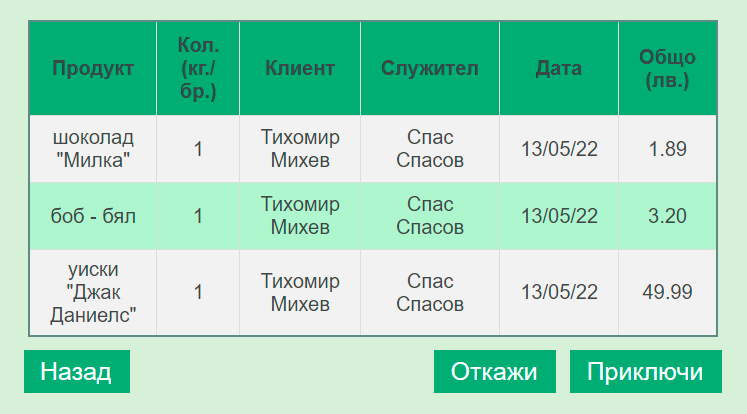 Продукт Кол. (кг./ бр.) Клиент Служител Дата Общо (лв.)
шоколад "Милка" 1 Тихомир Михев Спас Спасов 13/05/22 1.89
боб - бял 1 Тихомир Михев Спас Спасов 13/05/22 3.20
уиски "Джак Даниелс" 1 Тихомир Михев Спас Спасов 13/05/22 49.99
Назад Откажи Приключи